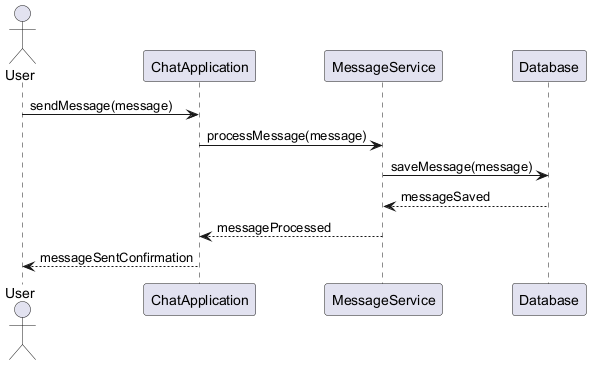 User
ChatApplication
MessageService
Database
sendMessage(message)
processMessage(message)
saveMessage(message)
messageSaved
messageProcessed
messageSentConfirmation
User
ChatApplication
MessageService
Database